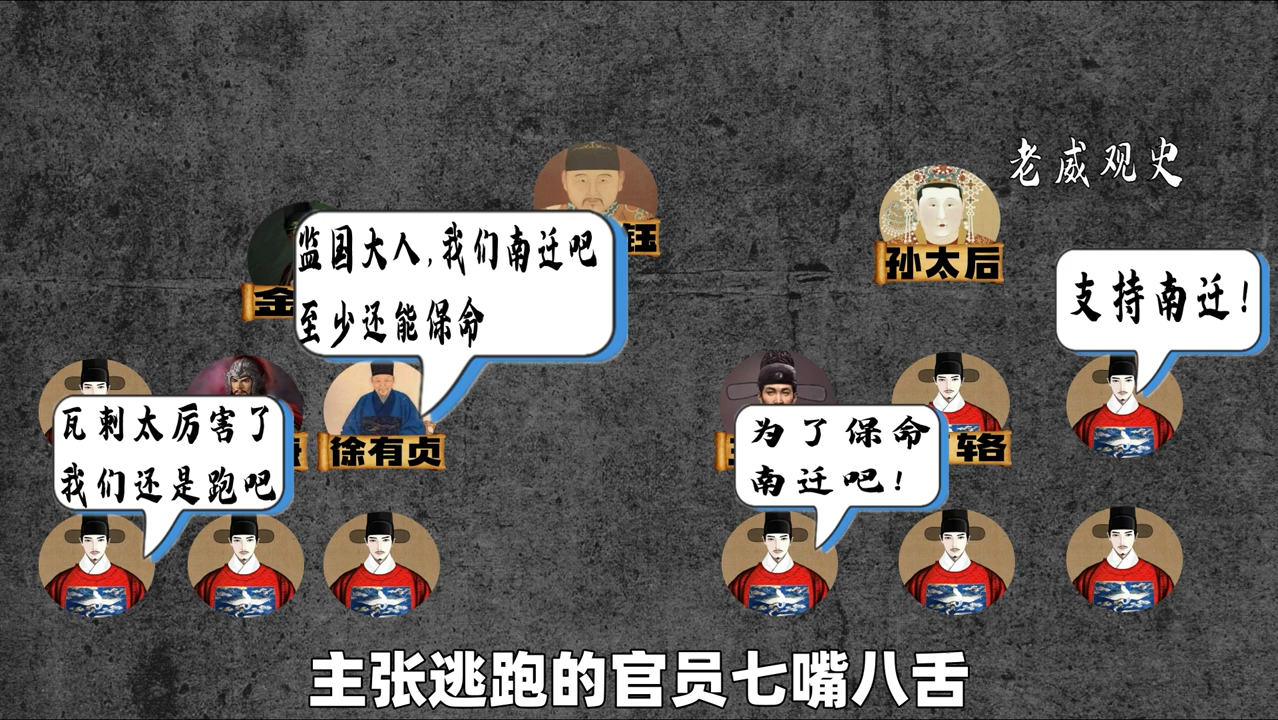 老威观史
钰
孙太后
金
监国大人,我们南迁吧
至少还能保命
支持南迁!
瓦剌太厉害了
我们还是跑吧
徐有贞
为了保命
南迁吧!
辂
主张逃跑的官员七嘴八舌